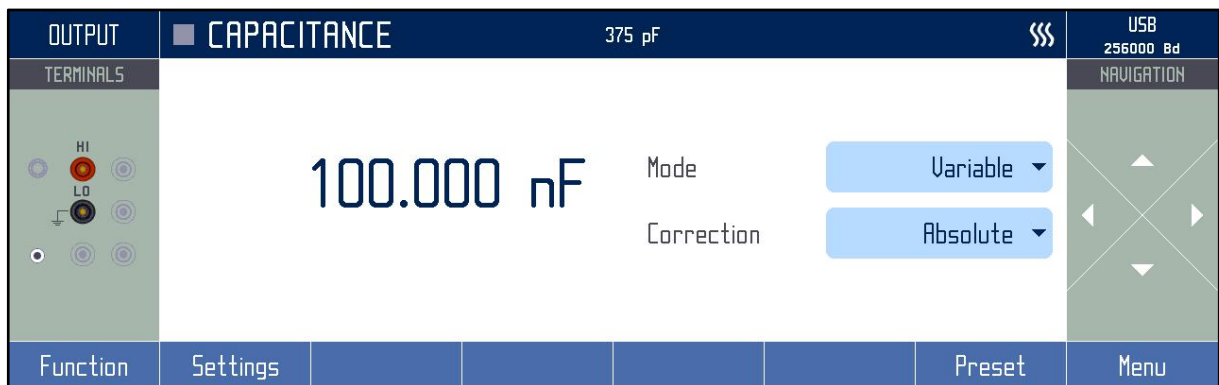 OUTPUT
CAPACITANCE
375 pF
USB
256000 Bd
TERMINALS
NAVIGATION
HI
LO
100.000 nF
Mode
Variable
Correction
Absolute
Function
Settings
Preset
Menu